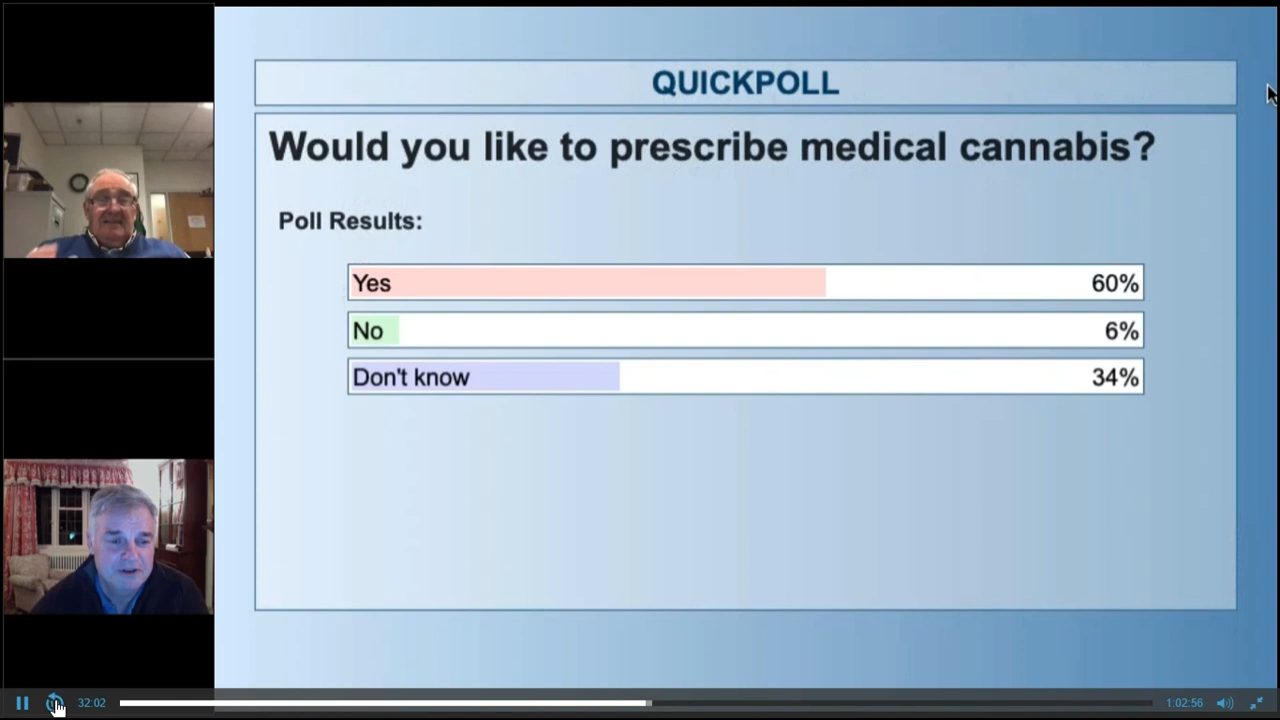 QUICKPOLL
Would you like to prescribe medical cannabis?
Poll Results:
Yes 60%
No 6%
Don't know 34%
32:02 1:02:56